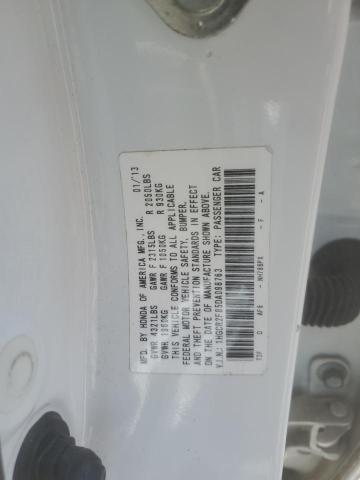 MFD. BY HONDA OF AMERICA MFG., INC. 01/13
GVWR 4321LBS GAWR F 2315LBS R 2050LBS
GVWR 1960KG GAWR F 1050KG R 930KG
THIS VEHICLE CONFORMS TO ALL APPLICABLE
FEDERAL MOTOR VEHICLE SAFETY, BUMPER,
AND THEFT PREVENTION STANDARDS IN EFFECT
ON THE DATE OF MANUFACTURE SHOWN ABOVE.
V.I.N.: TYPE: PASSENGER CAR
F - A